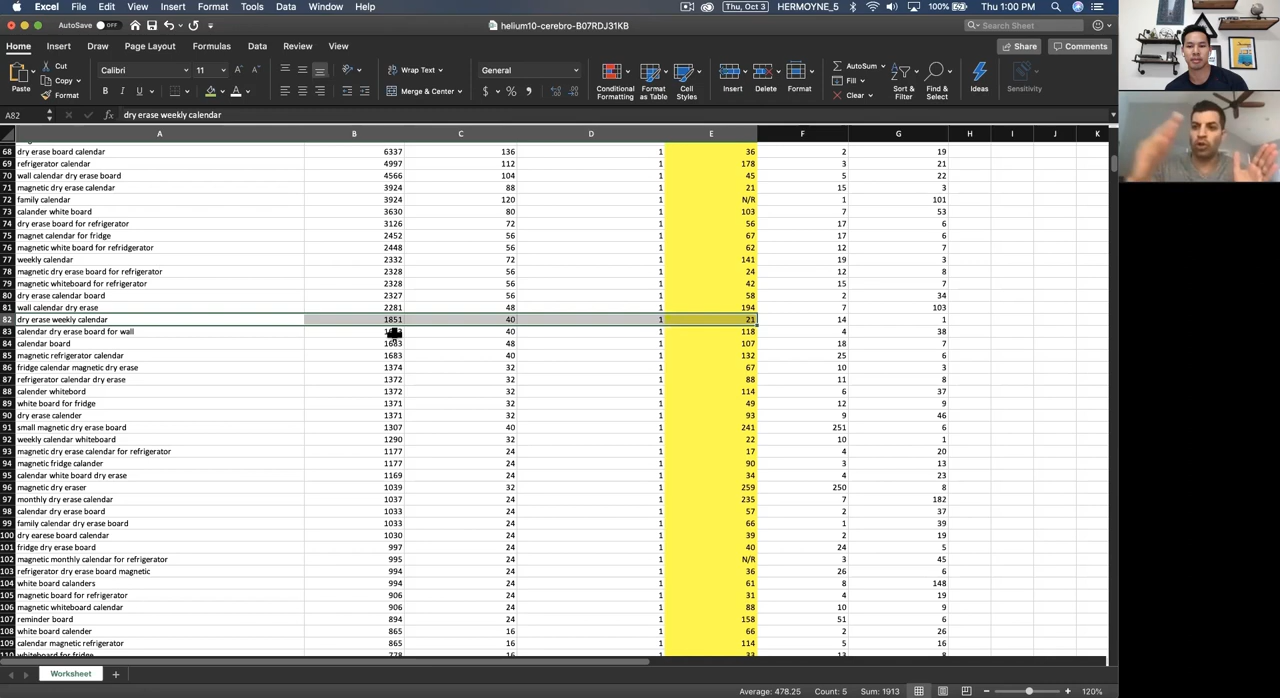 Excel File Edit View Insert Format Tools Data Window Help Thu, Oct 3 HERMOYNE_5 100% Thu 1:00 PM
AutoSave OFF helium10-cerebro-B07RDJ31KB Search Sheet
Home Insert Draw Page Layout Formulas Data Review View Share Comments
Paste Cut Copy Format Calibri 11 Wrap Text General AutoSum Fill Clear
B I U Merge & Center $ % Conditional Formatting Format as Table Cell Styles Insert Delete Format Sort & Filter Find & Select Ideas Sensitivity
A82 fx dry erase weekly calendar
A B C D E F G H I J K
68 dry erase board calendar 6337 136 1 36 2 19
69 refrigerator calendar 4997 112 1 178 3 21
70 wall calendar dry erase board 4566 104 1 45 5 22
71 magnetic dry erase calendar 3924 88 1 21 15 3
72 family calendar 3924 120 1 N/R 1 101
73 calander white board 3630 80 1 103 7 53
74 dry erase board for refrigerator 3126 72 1 56 17 6
75 magnet calendar for fridge 2452 56 1 67 17 6
76 magnetic white board for refridgerator 2448 56 1 62 12 7
77 weekly calendar 2332 72 1 141 19 3
78 magnetic dry erase board for refrigerator 2328 56 1 24 12 8
79 magnetic whiteboard for refrigerator 2328 56 1 42 15 7
80 dry erase calendar board 2327 56 1 58 2 34
81 wall calendar dry erase 2281 48 1 194 7 103
82 dry erase weekly calendar 1851 40 1 21 14 1
83 calendar dry erase board for wall 40 1 118 4 38
84 calendar board 1683 48 1 107 18 7
85 magnetic refrigerator calendar 1683 40 1 132 25 6
86 fridge calendar magnetic dry erase 1374 32 1 67 10 3
87 refrigerator calendar dry erase 1372 32 1 88 11 8
88 calender whitebord 1372 32 1 114 6 37
89 white board for fridge 1371 32 1 49 12 9
90 dry erase calender 1371 32 1 93 9 46
91 small magnetic dry erase board 1307 40 1 241 251 6
92 weekly calendar whiteboard 1290 32 1 22 10 1
93 magnetic dry erase calendar for refrigerator 1177 24 1 17 4 20
94 magnetic fridge calander 1177 24 1 90 3 13
95 calendar white board dry erase 1169 24 1 34 4 23
96 magnetic dry eraser 1039 32 1 259 250 8
97 monthly dry erase calendar 1037 24 1 235 7 182
98 calendar dry erase board 1033 24 1 57 2 37
99 family calendar dry erase board 1033 24 1 66 1 39
100 dry earese board calendar 1030 24 1 39 2 19
101 fridge dry erase board 997 24 1 40 24 5
102 magnetic monthly calendar for refrigerator 995 24 1 N/R 3 45
103 refrigerator dry erase board magnetic 994 24 1 36 26 6
104 white board calanders 994 24 1 61 8 148
105 magnetic board for refrigerator 906 24 1 31 4 19
106 magnetic whiteboard calendar 906 24 1 88 10 9
107 reminder board 894 24 1 158 51 6
108 white board calender 865 16 1 66 2 26
109 calendar magnetic refrigerator 865 16 1 114 5 16
110 whiteboard for fridge 778 16 1 33 13 8
Worksheet
Average: 478.25 Count: 5 Sum: 1913 120%